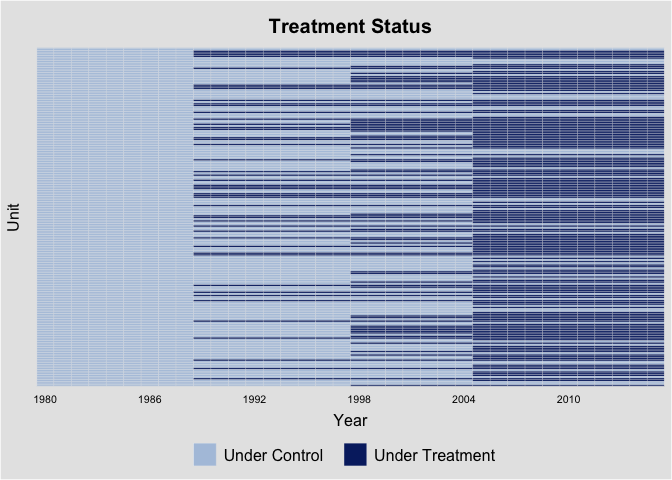 Treatment Status
Unit
1980 1986 1992 1998 2004 2010
Year
Under Control Under Treatment